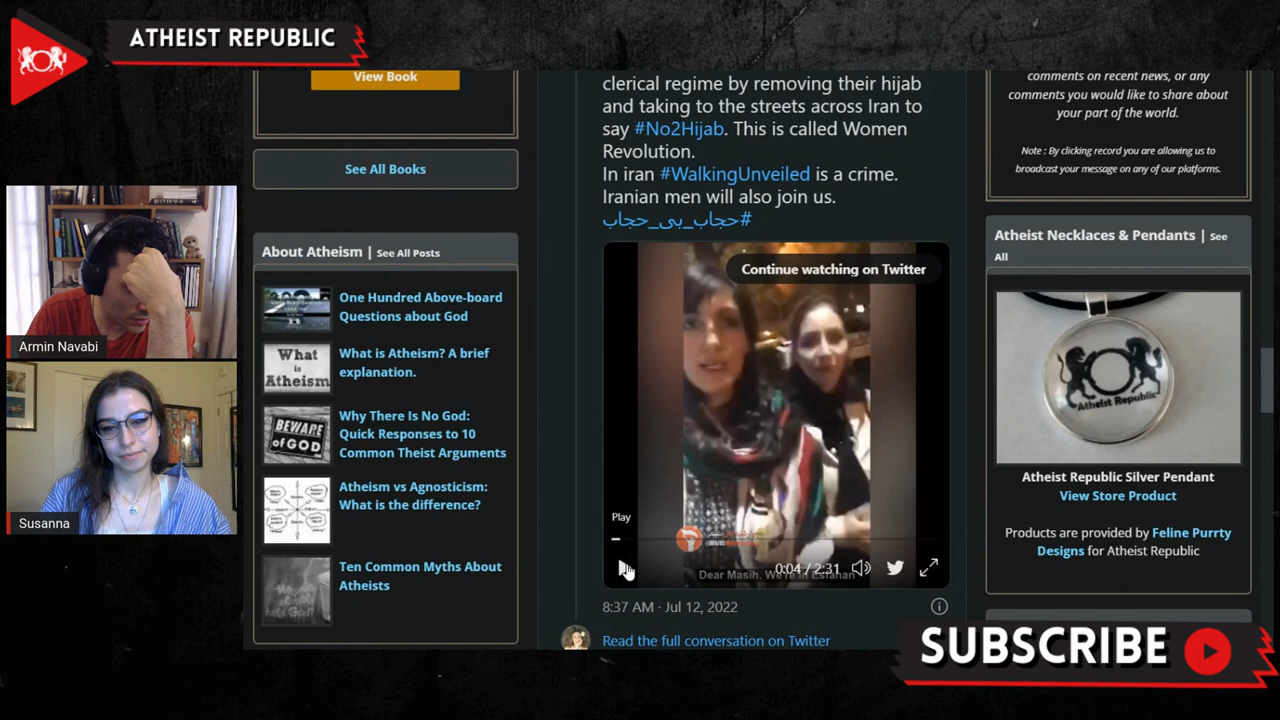 ATHEIST REPUBLIC
View Book
See All Books
About Atheism | See All Posts
One Hundred Above-board
Questions about God
What
is
Atheism
What is Atheism? A brief
explanation.
BEWARE
of GOD
Why There Is No God:
Quick Responses to 10
Common Theist Arguments
Atheism vs Agnosticism:
What is the difference?
Ten Common Myths About
Atheists
Armin Navabi
Susanna
clerical regime by removing their hijab
and taking to the streets across Iran to
say #No2Hijab. This is called Women
Revolution.
In iran #WalkingUnveiled is a crime.
Iranian men will also join us.
#حجاب_بی_حجاب
Continue watching on Twitter
Play
0:04 / 2:31
Dear Masih. We're in Esfahan
8:37 AM · Jul 12, 2022
Read the full conversation on Twitter
comments on recent news, or any
comments you would like to share about
your part of the world.
Note : By clicking record you are allowing us to
broadcast your message on any of our platforms.
Atheist Necklaces & Pendants | See
All
Atheist Republic
Atheist Republic Silver Pendant
View Store Product
Products are provided by Feline Purrty
Designs for Atheist Republic
SUBSCRIBE